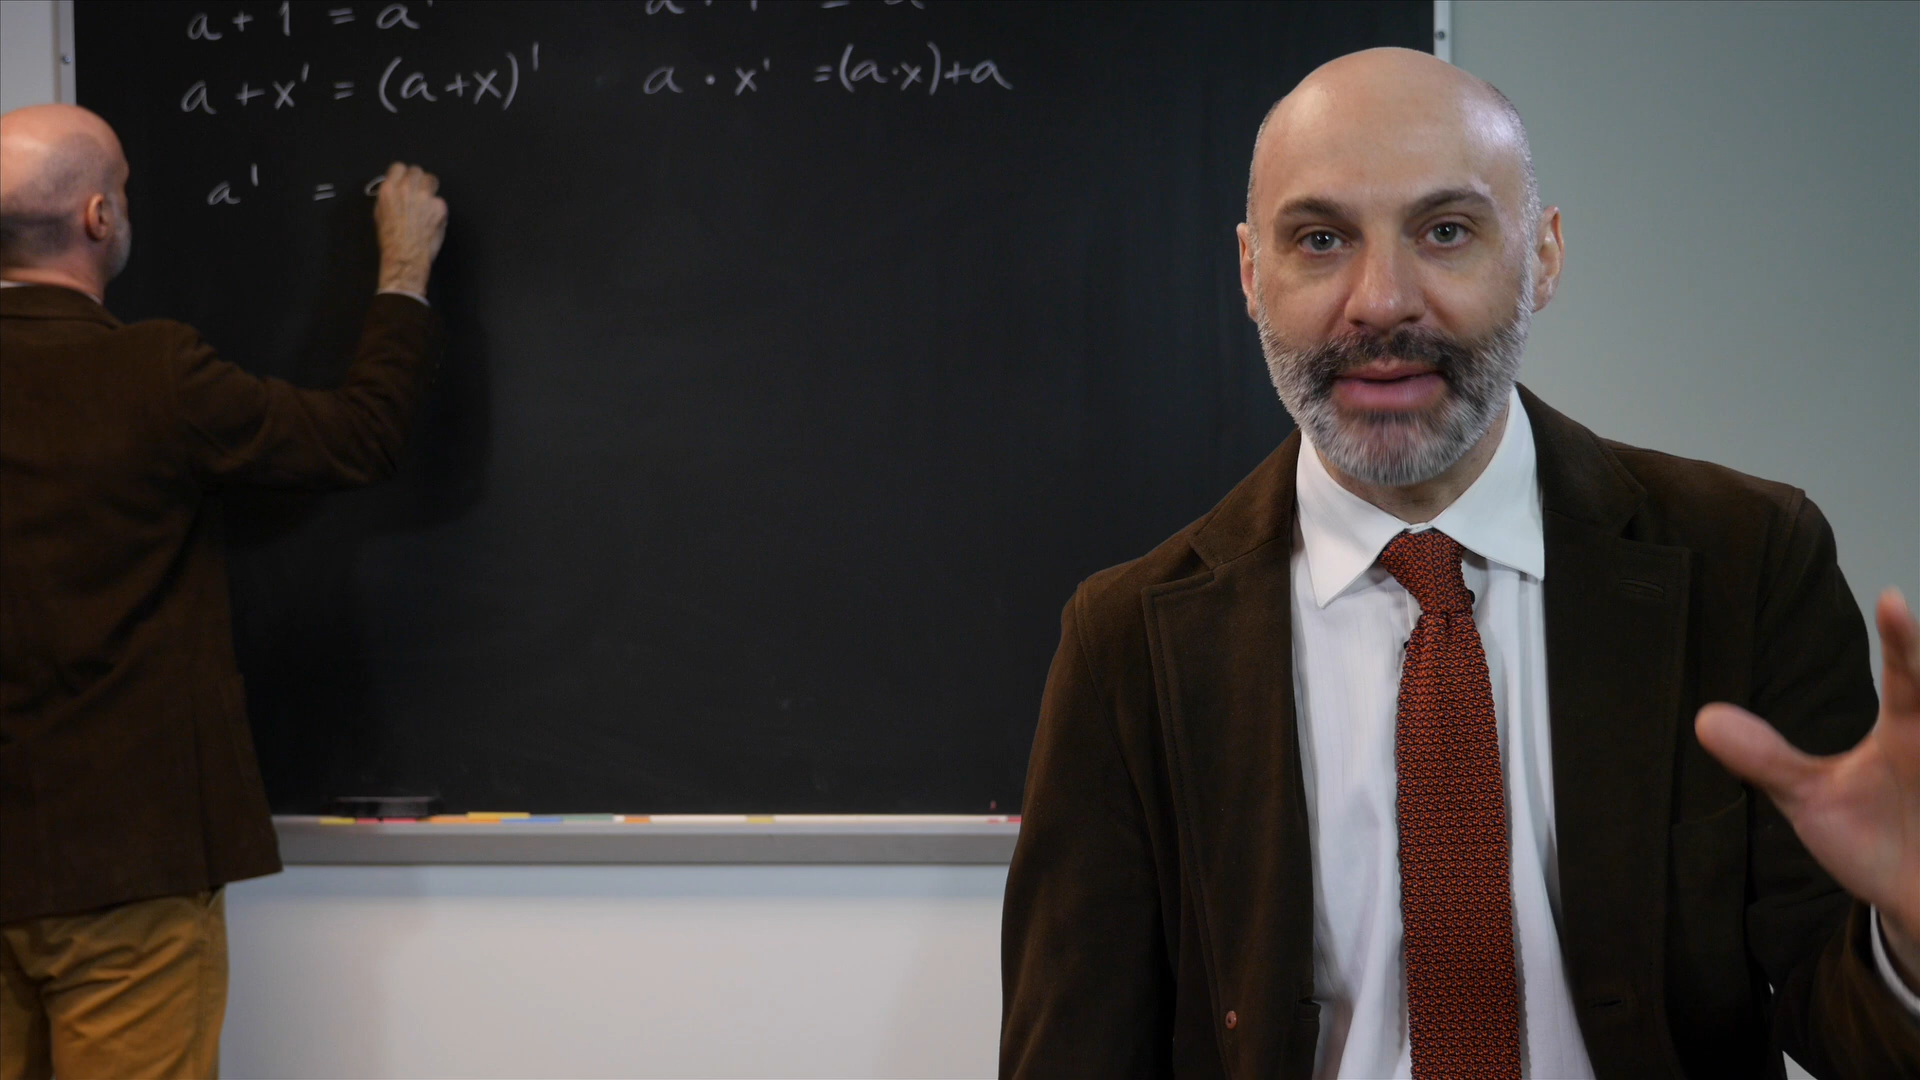 a + 1 = a'
a + x' = (a+x)'
a · x' =(a·x)+a
a' =